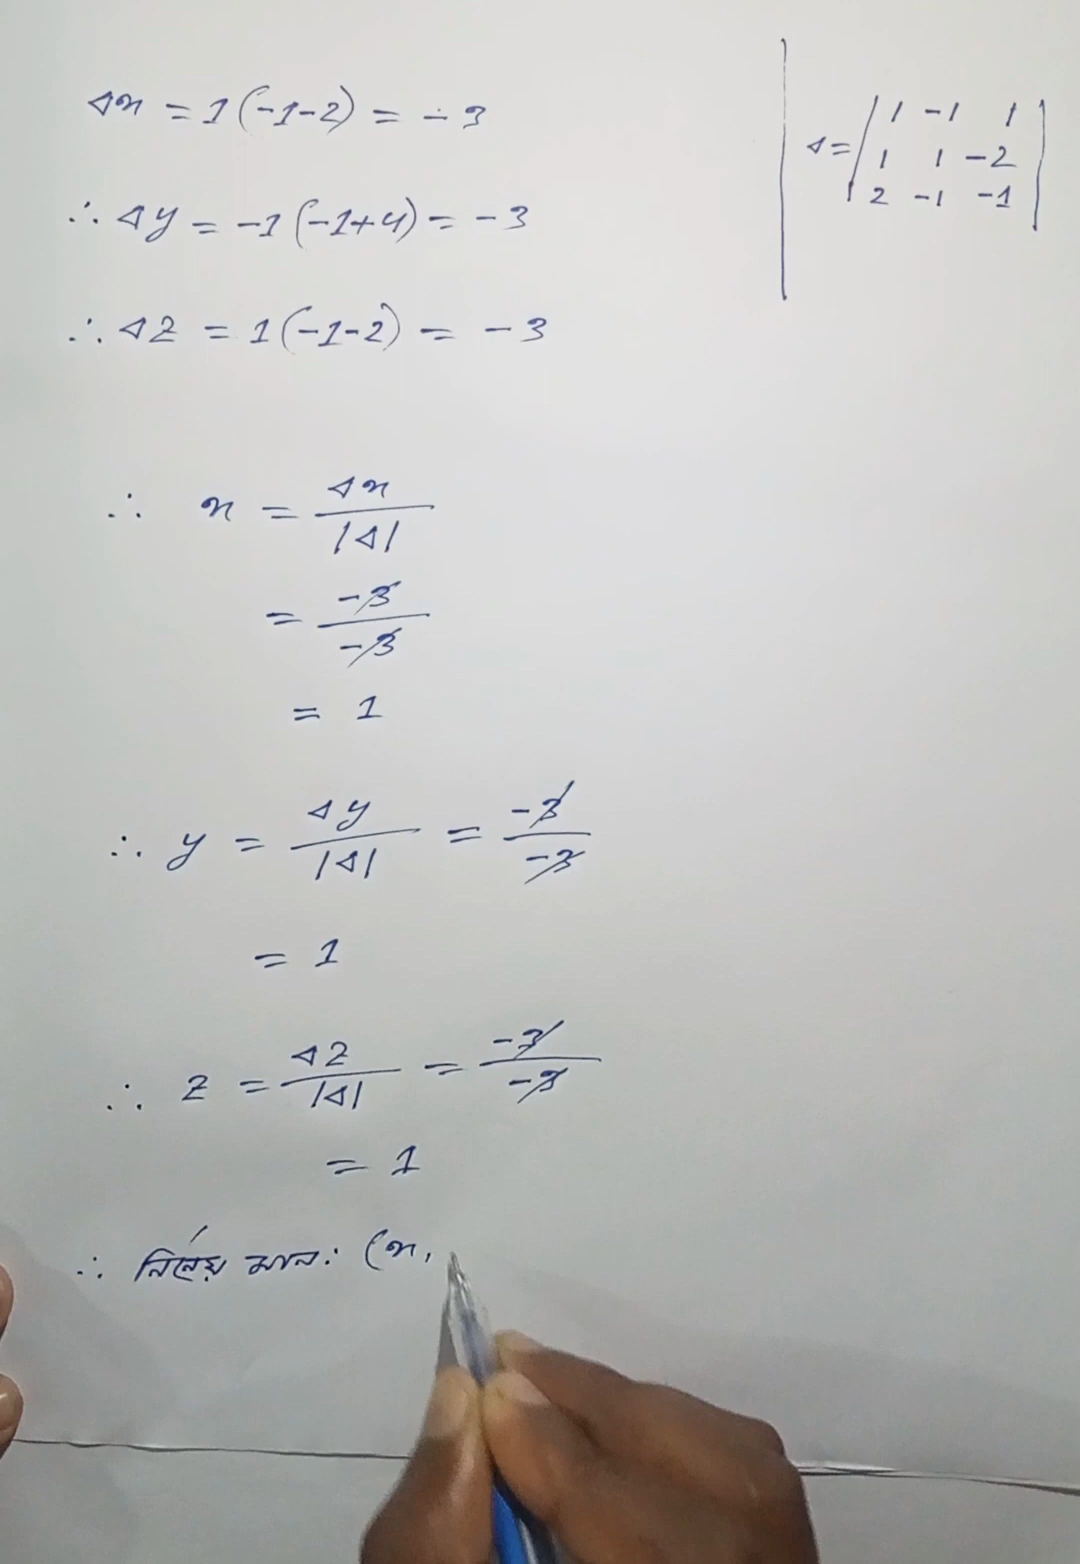 Δx = 1(-1-2) = -3
∴ Δy = -1(-1+4) = -3
∴ Δz = 1(-1-2) = -3
Δ = | 1 -1 1
1 1 -2
2 -1 -1 |
∴ x = Δx / |Δ|
= -3 / -3
= 1
∴ y = Δy / |Δ| = -3 / -3
= 1
∴ z = Δz / |Δ| = -3 / -3
= 1
∴ নির্ণেয় মান: (x,